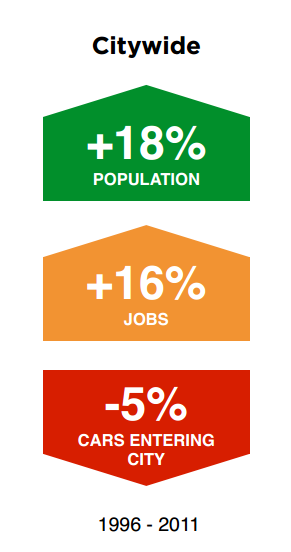 Citywide
+18%
POPULATION
+16%
JOBS
-5%
CARS ENTERING
CITY
1996 - 2011